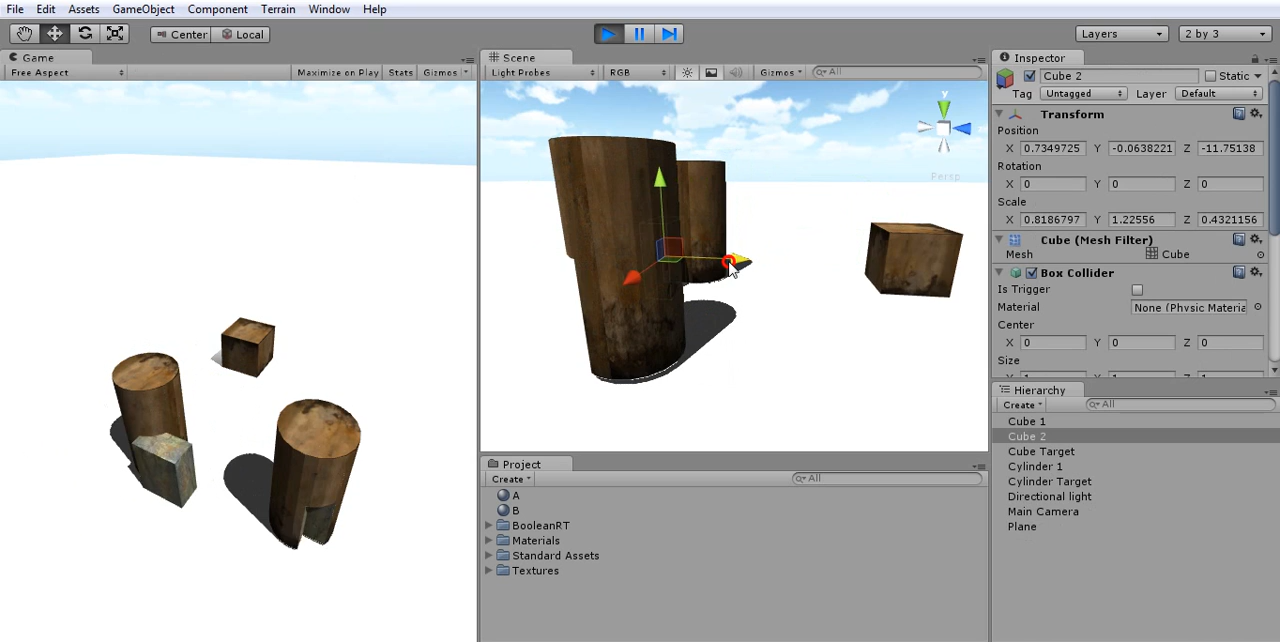 File Edit Assets GameObject Component Terrain Window Help
Center Local Layers 2 by 3
Game
Free Aspect Maximize on Play Stats Gizmos
Scene
Light Probes RGB Gizmos All
y
Persp
Inspector
Cube 2 Static
Tag Untagged Layer Default
Transform
Position
X 0.7349725 Y -0.0638221 Z -11.75138
Rotation
X 0 Y 0 Z 0
Scale
X 0.8186797 Y 1.22556 Z 0.4321156
Cube (Mesh Filter)
Mesh Cube
Box Collider
Is Trigger
Material None (Physic Materia
Center
X 0 Y 0 Z 0
Size
Hierarchy
Create All
Cube 1
Cube 2
Cube Target
Cylinder 1
Cylinder Target
Directional light
Main Camera
Plane
Project
Create All
A
B
BooleanRT
Materials
Standard Assets
Textures